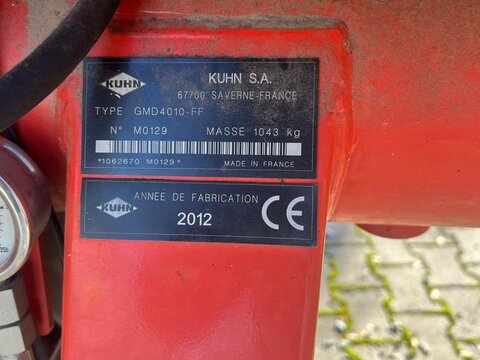 KUHN
KUHN S.A.
67700 SAVERNE-FRANCE
TYPE GMD4010-FF
N° M0129 MASSE 1043 kg
*1062670 M0129*
MADE IN FRANCE
KUHN
ANNÉE DE FABRICATION
2012
CE